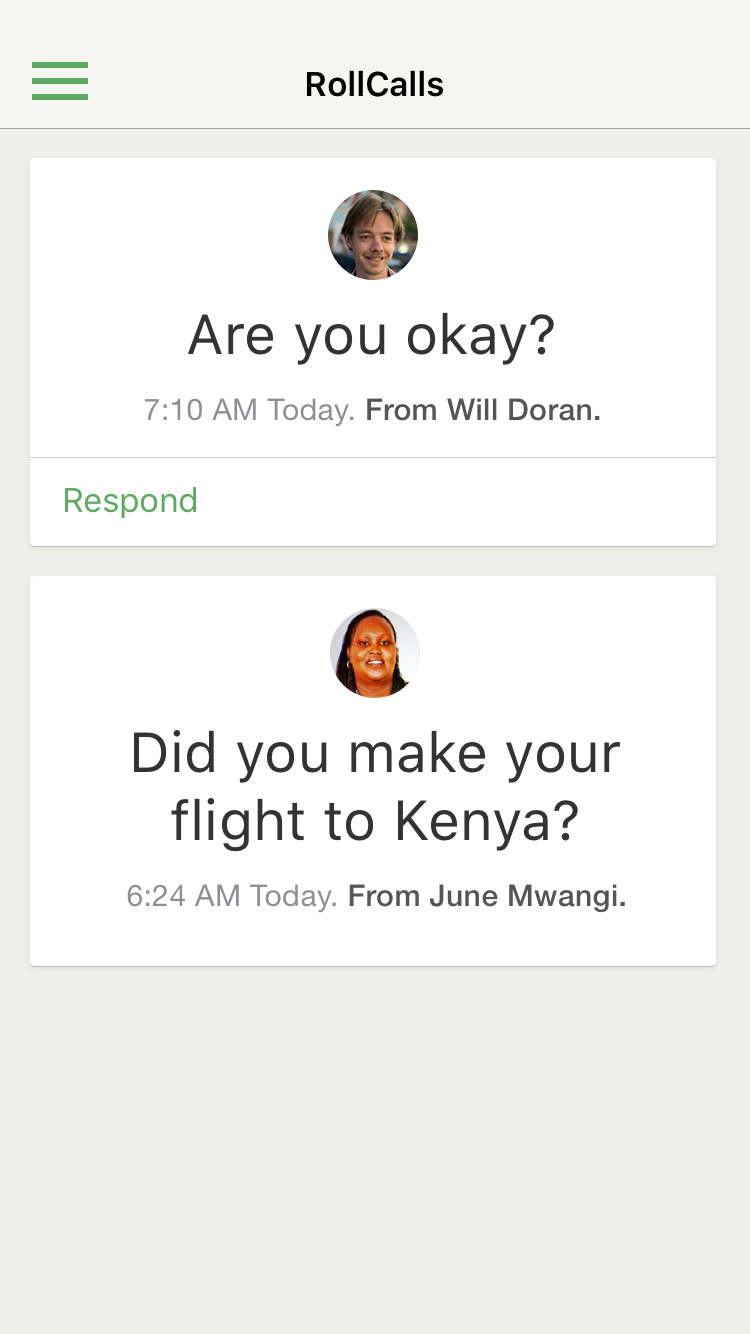 RollCalls
Are you okay?
7:10 AM Today. From Will Doran.
Respond
Did you make your
flight to Kenya?
6:24 AM Today. From June Mwangi.